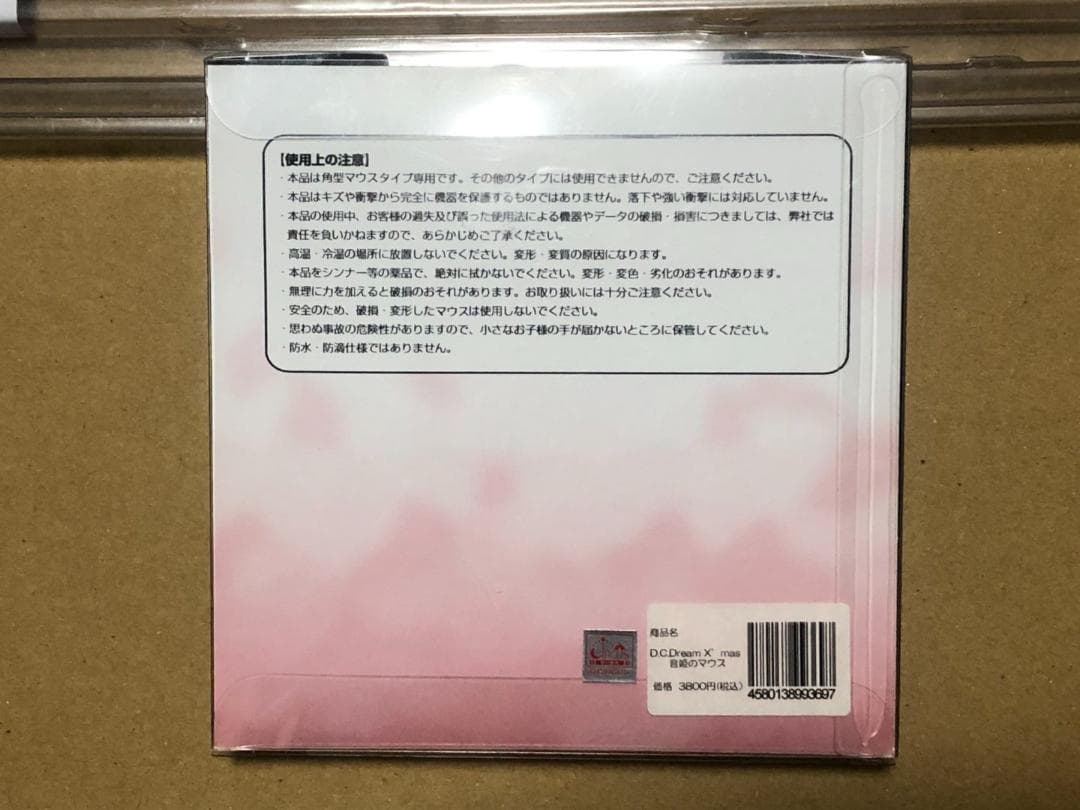 【使用上の注意】
・本品は角型マウスタイプ専用です。その他のタイプには使用できませんので、ご注意ください。
・本品はキズや衝撃から完全に機器を保護するものではありません。落下や強い衝撃には対応していません。
・本品の使用中、お客様の過失及び誤った使用法による機器やデータの破損・損害につきましては、弊社では
責任を負いかねますので、あらかじめご了承ください。
・高温・冷温の場所に放置しないでください。変形・変質の原因になります。
・本品をシンナー等の薬品で、絶対に拭かないでください。変形・変色・劣化のおそれがあります。
・無理に力を加えると破損のおそれがあります。お取り扱いには十分ご注意ください。
・安全のため、破損・変形したマウスは使用しないでください。
・思わぬ事故の危険性がありますので、小さなお子様の手が届かないところに保管してください。
・防水・防滴仕様ではありません。
商品名
D.C.Dream X'mas
音姫のマウス
価格 3800円(税込)
4580138993697